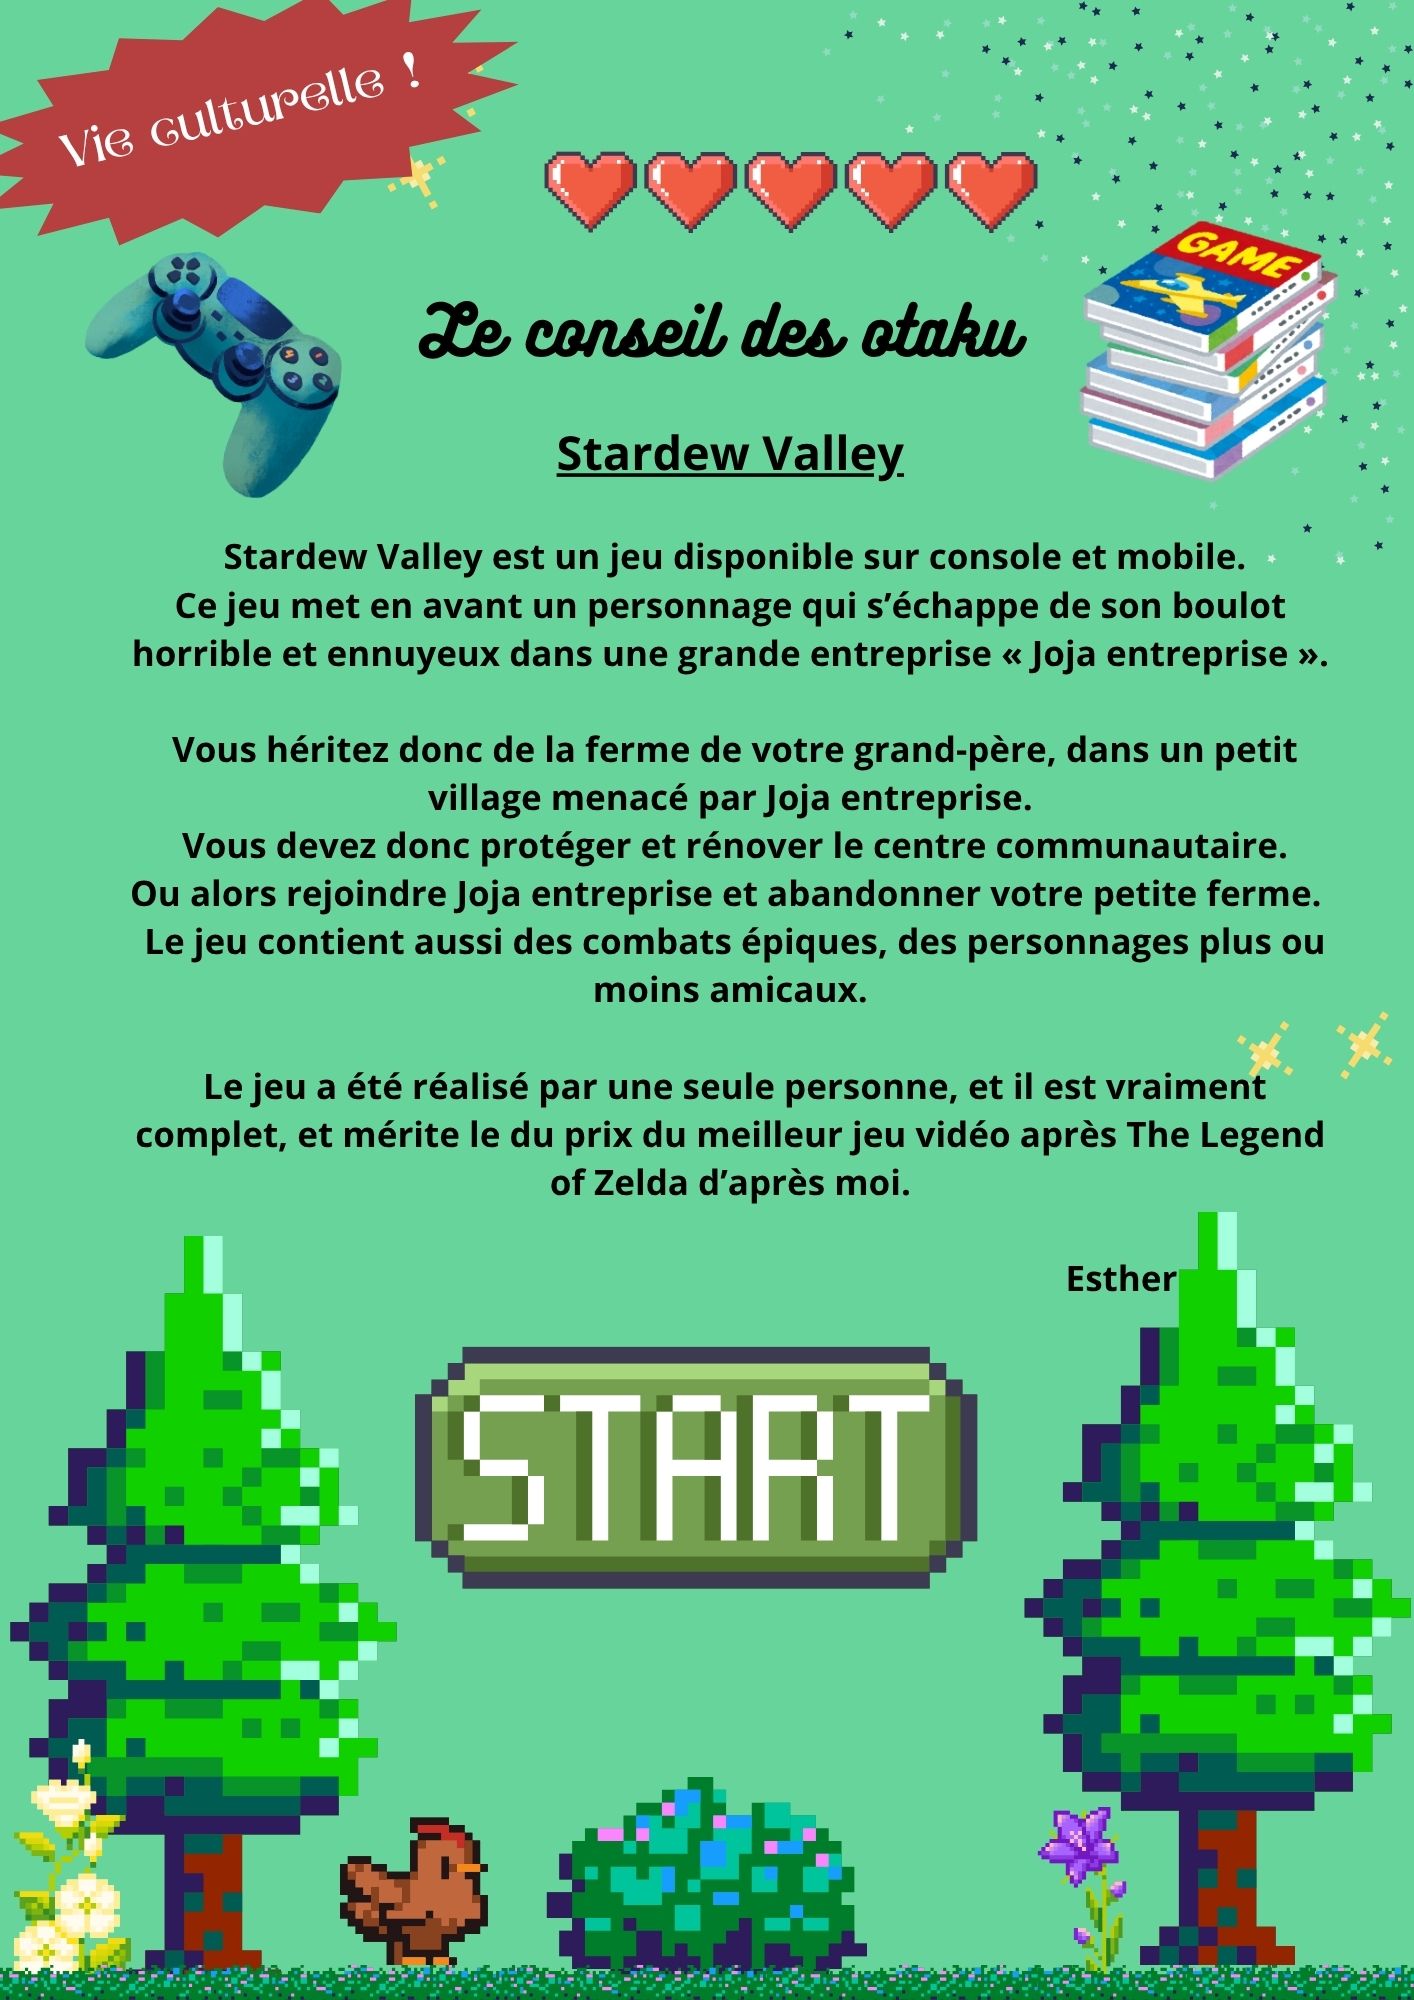 Vie culturelle !
GAME
Le conseil des otaku
Stardew Valley
Stardew Valley est un jeu disponible sur console et mobile.
Ce jeu met en avant un personnage qui s’échappe de son boulot
horrible et ennuyeux dans une grande entreprise « Joja entreprise ».
Vous héritez donc de la ferme de votre grand-père, dans un petit
village menacé par Joja entreprise.
Vous devez donc protéger et rénover le centre communautaire.
Ou alors rejoindre Joja entreprise et abandonner votre petite ferme.
Le jeu contient aussi des combats épiques, des personnages plus ou
moins amicaux.
Le jeu a été réalisé par une seule personne, et il est vraiment
complet, et mérite le du prix du meilleur jeu vidéo après The Legend
of Zelda d’après moi.
Esther
START